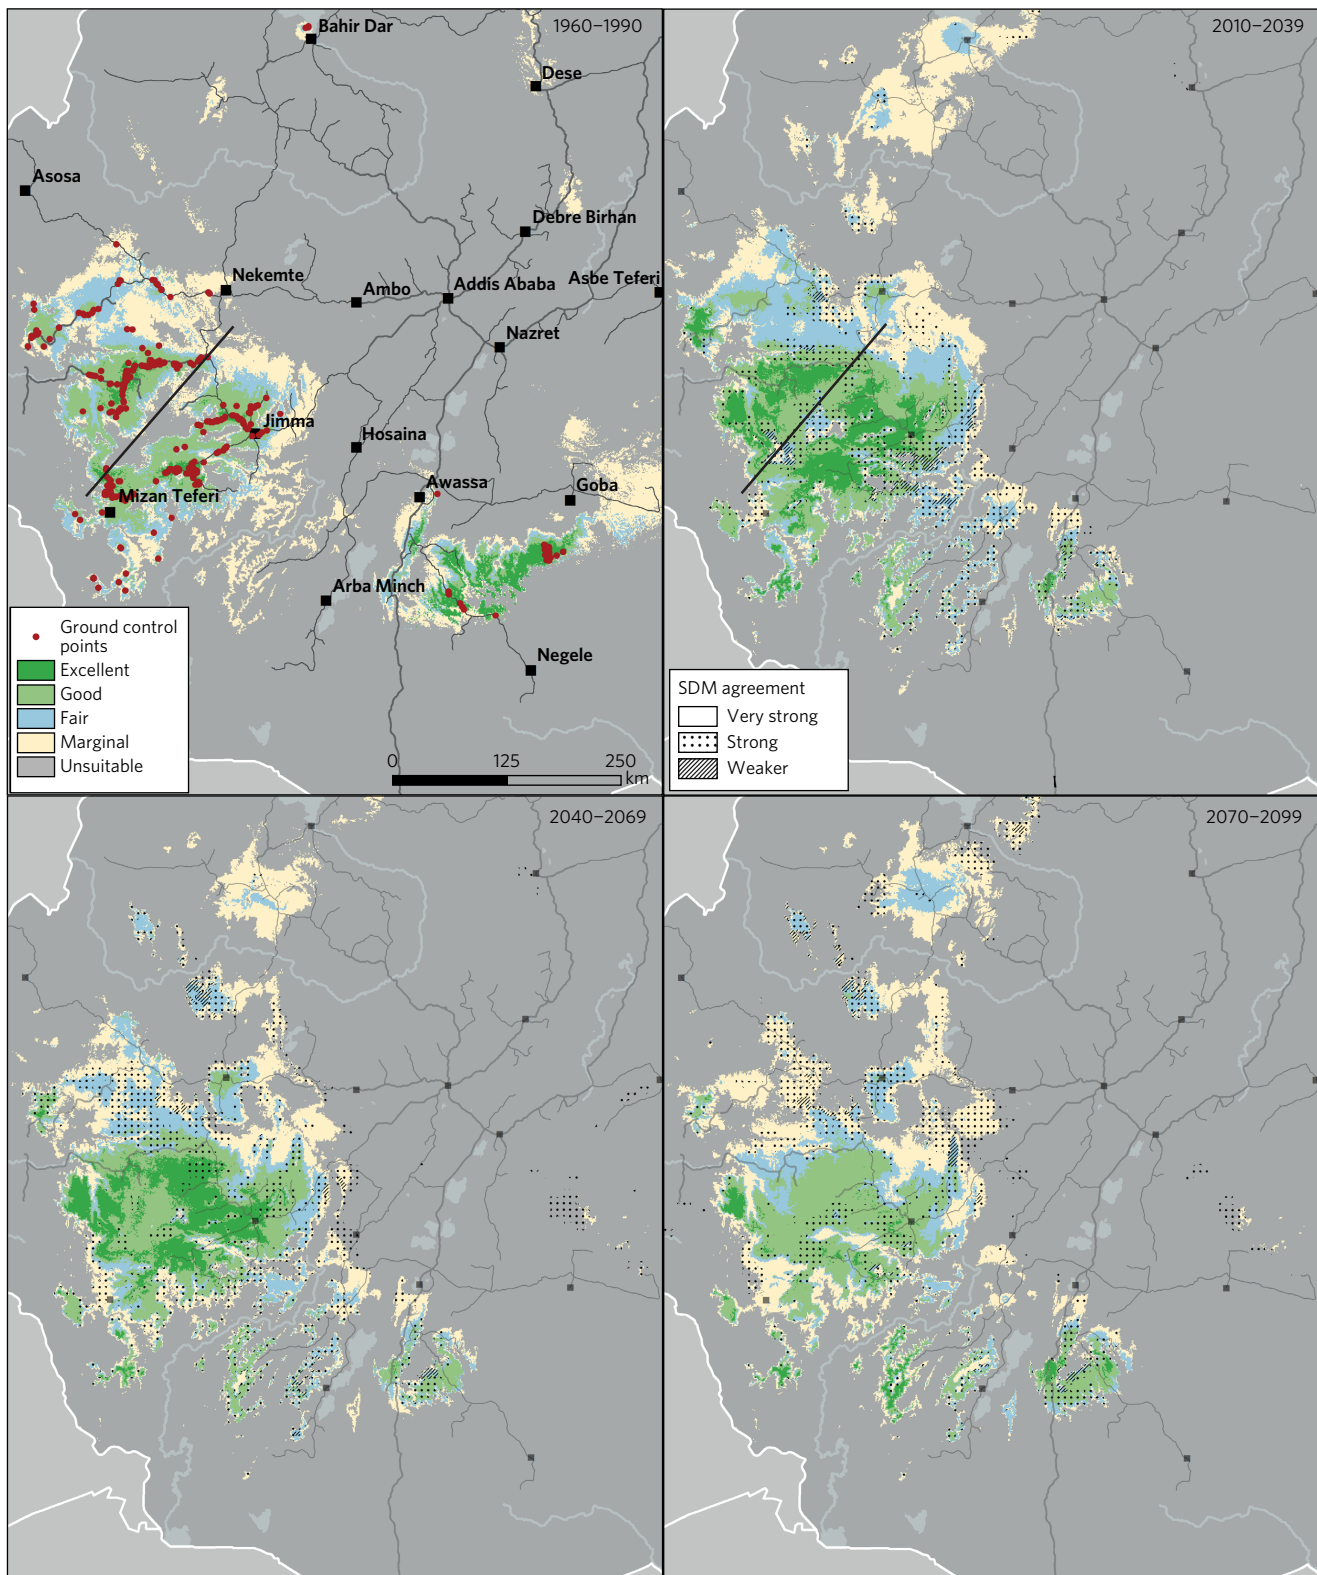 Bahir Dar
1960–1990
Dese
Asosa
Debre Birhan
Nekemte
Ambo
Addis Ababa
Asbe Teferi
Nazret
Jimma
Hosaina
Awassa
Goba
Mizan Teferi
Arba Minch
Negele
Ground control
points
Excellent
Good
Fair
Marginal
Unsuitable
0 125 250
km
2010–2039
SDM agreement
Very strong
Strong
Weaker
2040–2069
2070–2099